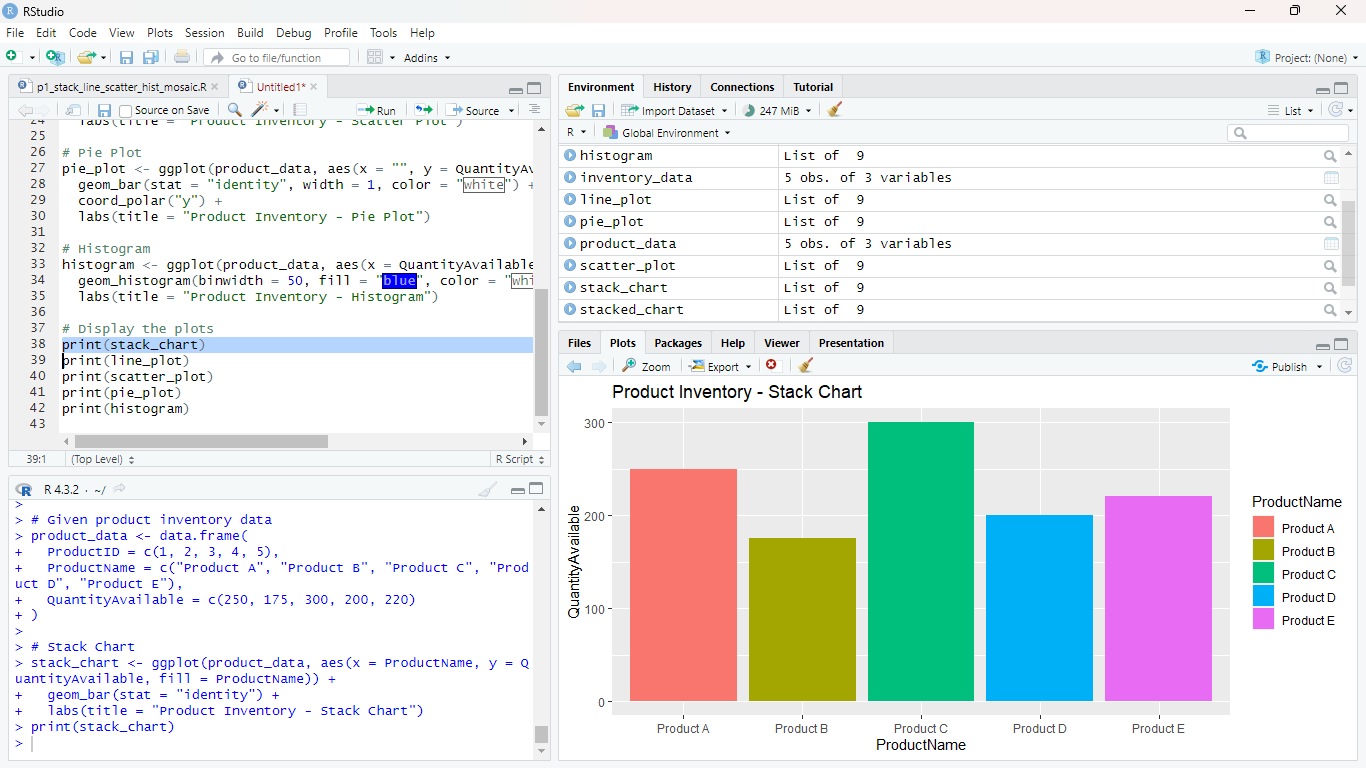 RStudio
File Edit Code View Plots Session Build Debug Profile Tools Help
Go to file/function Addins Project: (None)
p1_stack_line_scatter_hist_mosaic.R Untitled1*
Source on Save Run Source
24 labs(title = "Product Inventory - Scatter Plot")
25
26 # Pie Plot
27 pie_plot <- ggplot(product_data, aes(x = "", y = QuantityAv
28 geom_bar(stat = "identity", width = 1, color = "white") +
29 coord_polar("y") +
30 labs(title = "Product Inventory - Pie Plot")
31
32 # Histogram
33 histogram <- ggplot(product_data, aes(x = QuantityAvailable
34 geom_histogram(binwidth = 50, fill = "blue", color = "whi
35 labs(title = "Product Inventory - Histogram")
36
37 # Display the plots
38 print(stack_chart)
39 print(line_plot)
40 print(scatter_plot)
41 print(pie_plot)
42 print(histogram)
43
39:1 (Top Level) R Script
R 4.3.2 · ~/
>
> # Given product inventory data
> product_data <- data.frame(
+ ProductID = c(1, 2, 3, 4, 5),
+ ProductName = c("Product A", "Product B", "Product C", "Prod
uct D", "Product E"),
+ QuantityAvailable = c(250, 175, 300, 200, 220)
+ )
>
> # Stack Chart
> stack_chart <- ggplot(product_data, aes(x = ProductName, y = Q
uantityAvailable, fill = ProductName)) +
+ geom_bar(stat = "identity") +
+ labs(title = "Product Inventory - Stack Chart")
> print(stack_chart)
>
Environment History Connections Tutorial
Import Dataset 247 MiB List
R Global Environment
histogram List of 9
inventory_data 5 obs. of 3 variables
line_plot List of 9
pie_plot List of 9
product_data 5 obs. of 3 variables
scatter_plot List of 9
stack_chart List of 9
stacked_chart List of 9
Files Plots Packages Help Viewer Presentation
Zoom Export Publish
Product Inventory - Stack Chart
QuantityAvailable
300
200
100
0
Product A Product B Product C Product D Product E
ProductName
ProductName
Product A
Product B
Product C
Product D
Product E